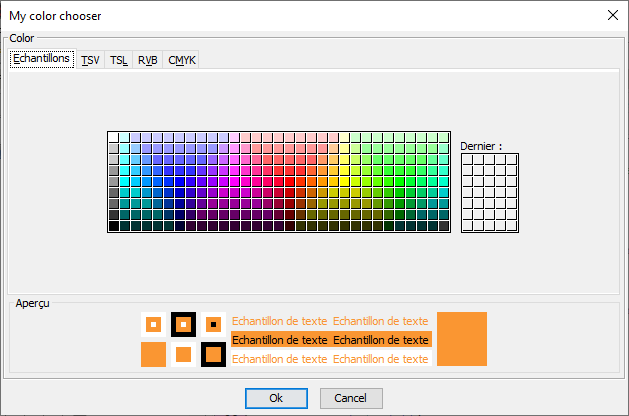 My color chooser
Color
Echantillons TSV TSL RVB CMYK
Dernier :
Aperçu
Echantillon de texte Echantillon de texte
Echantillon de texte Echantillon de texte
Echantillon de texte Echantillon de texte
Ok Cancel